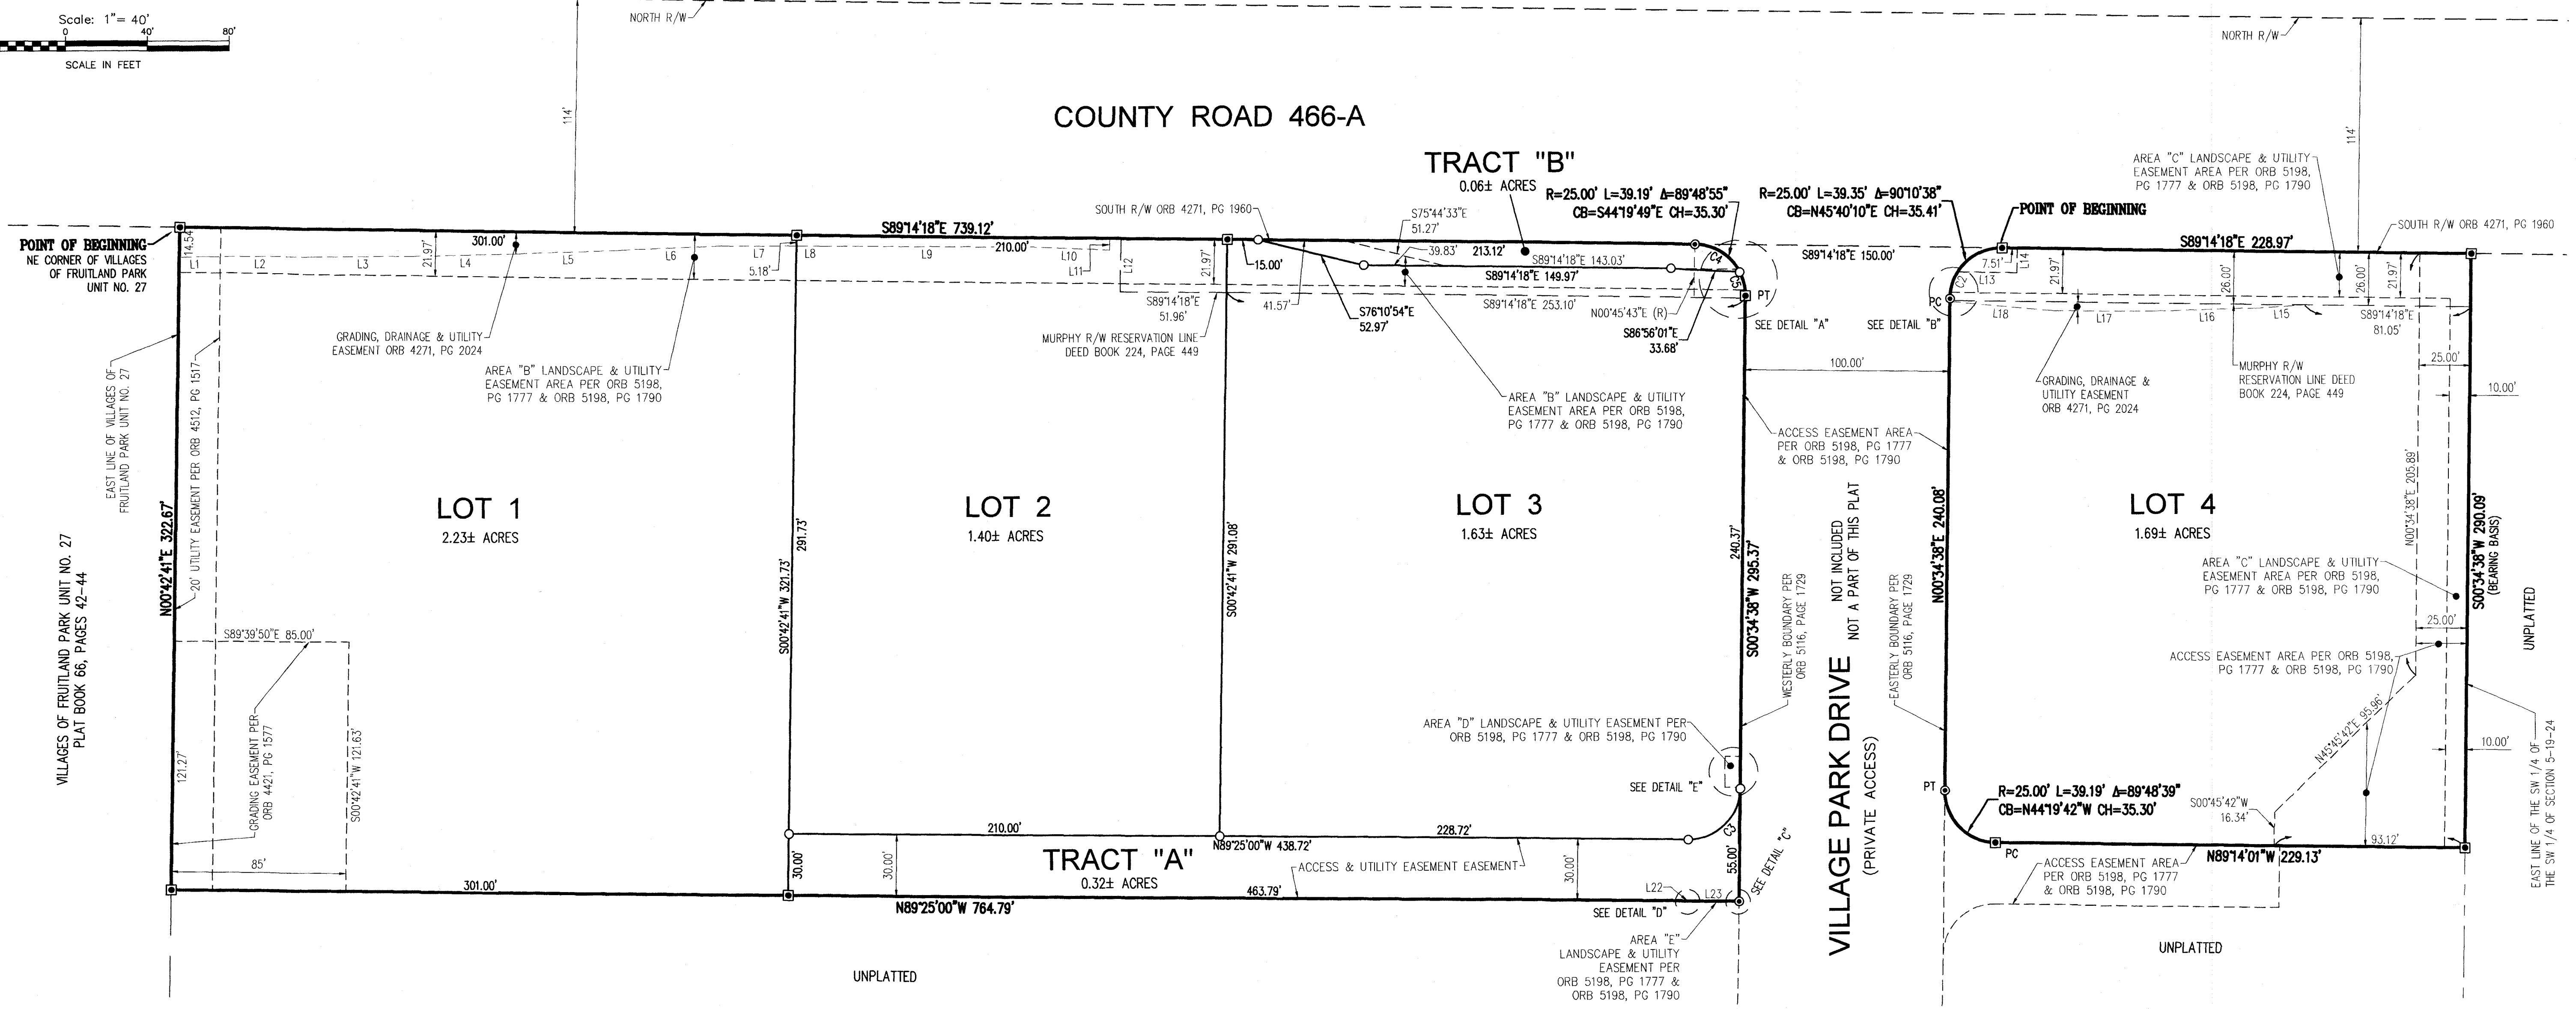 Scale: 1"= 40'
0 40' 80'
SCALE IN FEET
NORTH R/W
NORTH R/W
114'
114'
COUNTY ROAD 466-A
TRACT "B"
0.06± ACRES
R=25.00' L=39.19' Δ=89°48'55"
CB=S44°19'49"E CH=35.30'
R=25.00' L=39.35' Δ=90°10'38"
CB=N45°40'10"E CH=35.41'
POINT OF BEGINNING
AREA "C" LANDSCAPE & UTILITY
EASEMENT AREA PER ORB 5198,
PG 1777 & ORB 5198, PG 1790
SOUTH R/W ORB 4271, PG 1960
SOUTH R/W ORB 4271, PG 1960
POINT OF BEGINNING
NE CORNER OF VILLAGES
OF FRUITLAND PARK
UNIT NO. 27
S89°14'18"E 739.12'
301.00'
210.00'
213.12'
14.54'
21.97'
L1
L2
L3
L4
L5
L6
L7
L8
L9
L10
L11
L12
5.18'
21.97'
15.00'
S75°44'33"E
51.27'
39.83'
S89°14'18"E 143.03'
S89°14'18"E 149.97'
S89°14'18"E 253.10'
S89°14'18"E
51.96'
41.57'
S76°10'54"E
52.97'
N00°45'43"E (R)
S86°56'01"E
33.68'
C4
C5
PT
SEE DETAIL "A"
S89°14'18"E 150.00'
S89°14'18"E 228.97'
7.51'
L14
L13
C2
PC
SEE DETAIL "B"
21.97'
26.00'
26.00'
21.97'
L18
L17
L16
L15
S89°14'18"E
81.05'
25.00'
10.00'
GRADING, DRAINAGE & UTILITY
EASEMENT ORB 4271, PG 2024
AREA "B" LANDSCAPE & UTILITY
EASEMENT AREA PER ORB 5198,
PG 1777 & ORB 5198, PG 1790
MURPHY R/W RESERVATION LINE
DEED BOOK 224, PAGE 449
AREA "B" LANDSCAPE & UTILITY
EASEMENT AREA PER ORB 5198,
PG 1777 & ORB 5198, PG 1790
100.00'
GRADING, DRAINAGE &
UTILITY EASEMENT
ORB 4271, PG 2024
MURPHY R/W
RESERVATION LINE DEED
BOOK 224, PAGE 449
ACCESS EASEMENT AREA
PER ORB 5198, PG 1777
& ORB 5198, PG 1790
VILLAGES OF FRUITLAND PARK UNIT NO. 27
PLAT BOOK 66, PAGES 42-44
EAST LINE OF VILLAGES OF
FRUITLAND PARK UNIT NO. 27
N00°42'41"E 322.67'
20' UTILITY EASEMENT PER ORB 4512, PG 1517
LOT 1
2.23± ACRES
S00°42'41"W 321.73'
291.73'
LOT 2
1.40± ACRES
S00°42'41"W 291.08'
LOT 3
1.63± ACRES
240.37'
S00°34'38"W 295.37'
WESTERLY BOUNDARY PER
ORB 5116, PAGE 1729
VILLAGE PARK DRIVE
(PRIVATE ACCESS)
NOT INCLUDED
NOT A PART OF THIS PLAT
EASTERLY BOUNDARY PER
ORB 5116, PAGE 1729
N00°34'38"E 240.08'
LOT 4
1.69± ACRES
N00°34'38"E 205.89'
S00°34'38"W 290.09'
(BEARING BASIS)
UNPLATTED
AREA "C" LANDSCAPE & UTILITY
EASEMENT AREA PER ORB 5198,
PG 1777 & ORB 5198, PG 1790
25.00'
ACCESS EASEMENT AREA PER ORB 5198,
PG 1777 & ORB 5198, PG 1790
N45°45'42"E 95.96'
10.00'
EAST LINE OF THE SW 1/4 OF
THE SW 1/4 OF SECTION 5-19-24
S89°39'50"E 85.00'
121.27'
GRADING EASEMENT PER
ORB 4421, PG 1577
S00°42'41"W 121.63'
85'
AREA "D" LANDSCAPE & UTILITY EASEMENT PER
ORB 5198, PG 1777 & ORB 5198, PG 1790
SEE DETAIL "E"
PT
R=25.00' L=39.19' Δ=89°48'39"
CB=N44°19'42"W CH=35.30'
S00°45'42"W
16.34'
PC
N89°14'01"W 229.13'
93.12'
210.00'
228.72'
N89°25'00"W 438.72'
C3
30.00'
30.00'
30.00'
TRACT "A"
0.32± ACRES
ACCESS & UTILITY EASEMENT EASEMENT
55.00'
SEE DETAIL "C"
301.00'
463.79'
N89°25'00"W 764.79'
L22
L23
SEE DETAIL "D"
AREA "E"
LANDSCAPE & UTILITY
EASEMENT PER
ORB 5198, PG 1777 &
ORB 5198, PG 1790
ACCESS EASEMENT AREA
PER ORB 5198, PG 1777
& ORB 5198, PG 1790
UNPLATTED
UNPLATTED